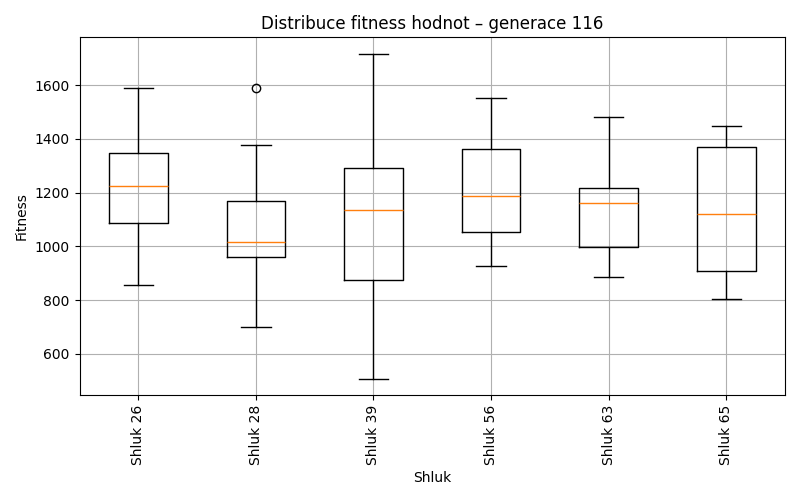 Distribuce fitness hodnot – generace 116
Fitness
1600
1400
1200
1000
800
600
Shluk 26
Shluk 28
Shluk 39
Shluk 56
Shluk 63
Shluk 65
Shluk